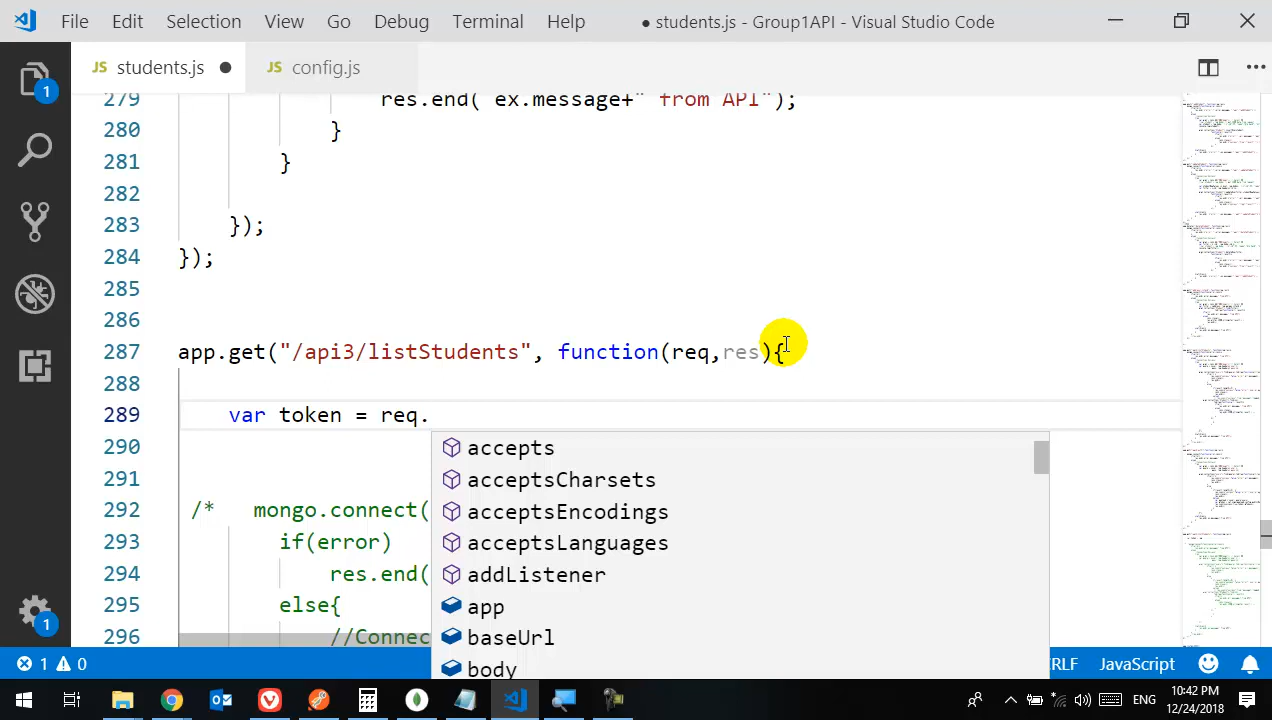 File Edit Selection View Go Debug Terminal Help ● students.js - Group1API - Visual Studio Code
JS students.js ● JS config.js
279 res.end( ex.message+" from API");
280 }
281 }
282
283 });
284 });
285
286
287 app.get("/api3/listStudents", function(req,res){
288
289 var token = req.
290
291
292 /* mongo.connect(
293 if(error)
294 res.end(
295 else{
296 //Connec
accepts
acceptsCharsets
acceptsEncodings
acceptsLanguages
addListener
app
baseUrl
body
1
1
1 0 RLF JavaScript
ENG 10:42 PM
12/24/2018